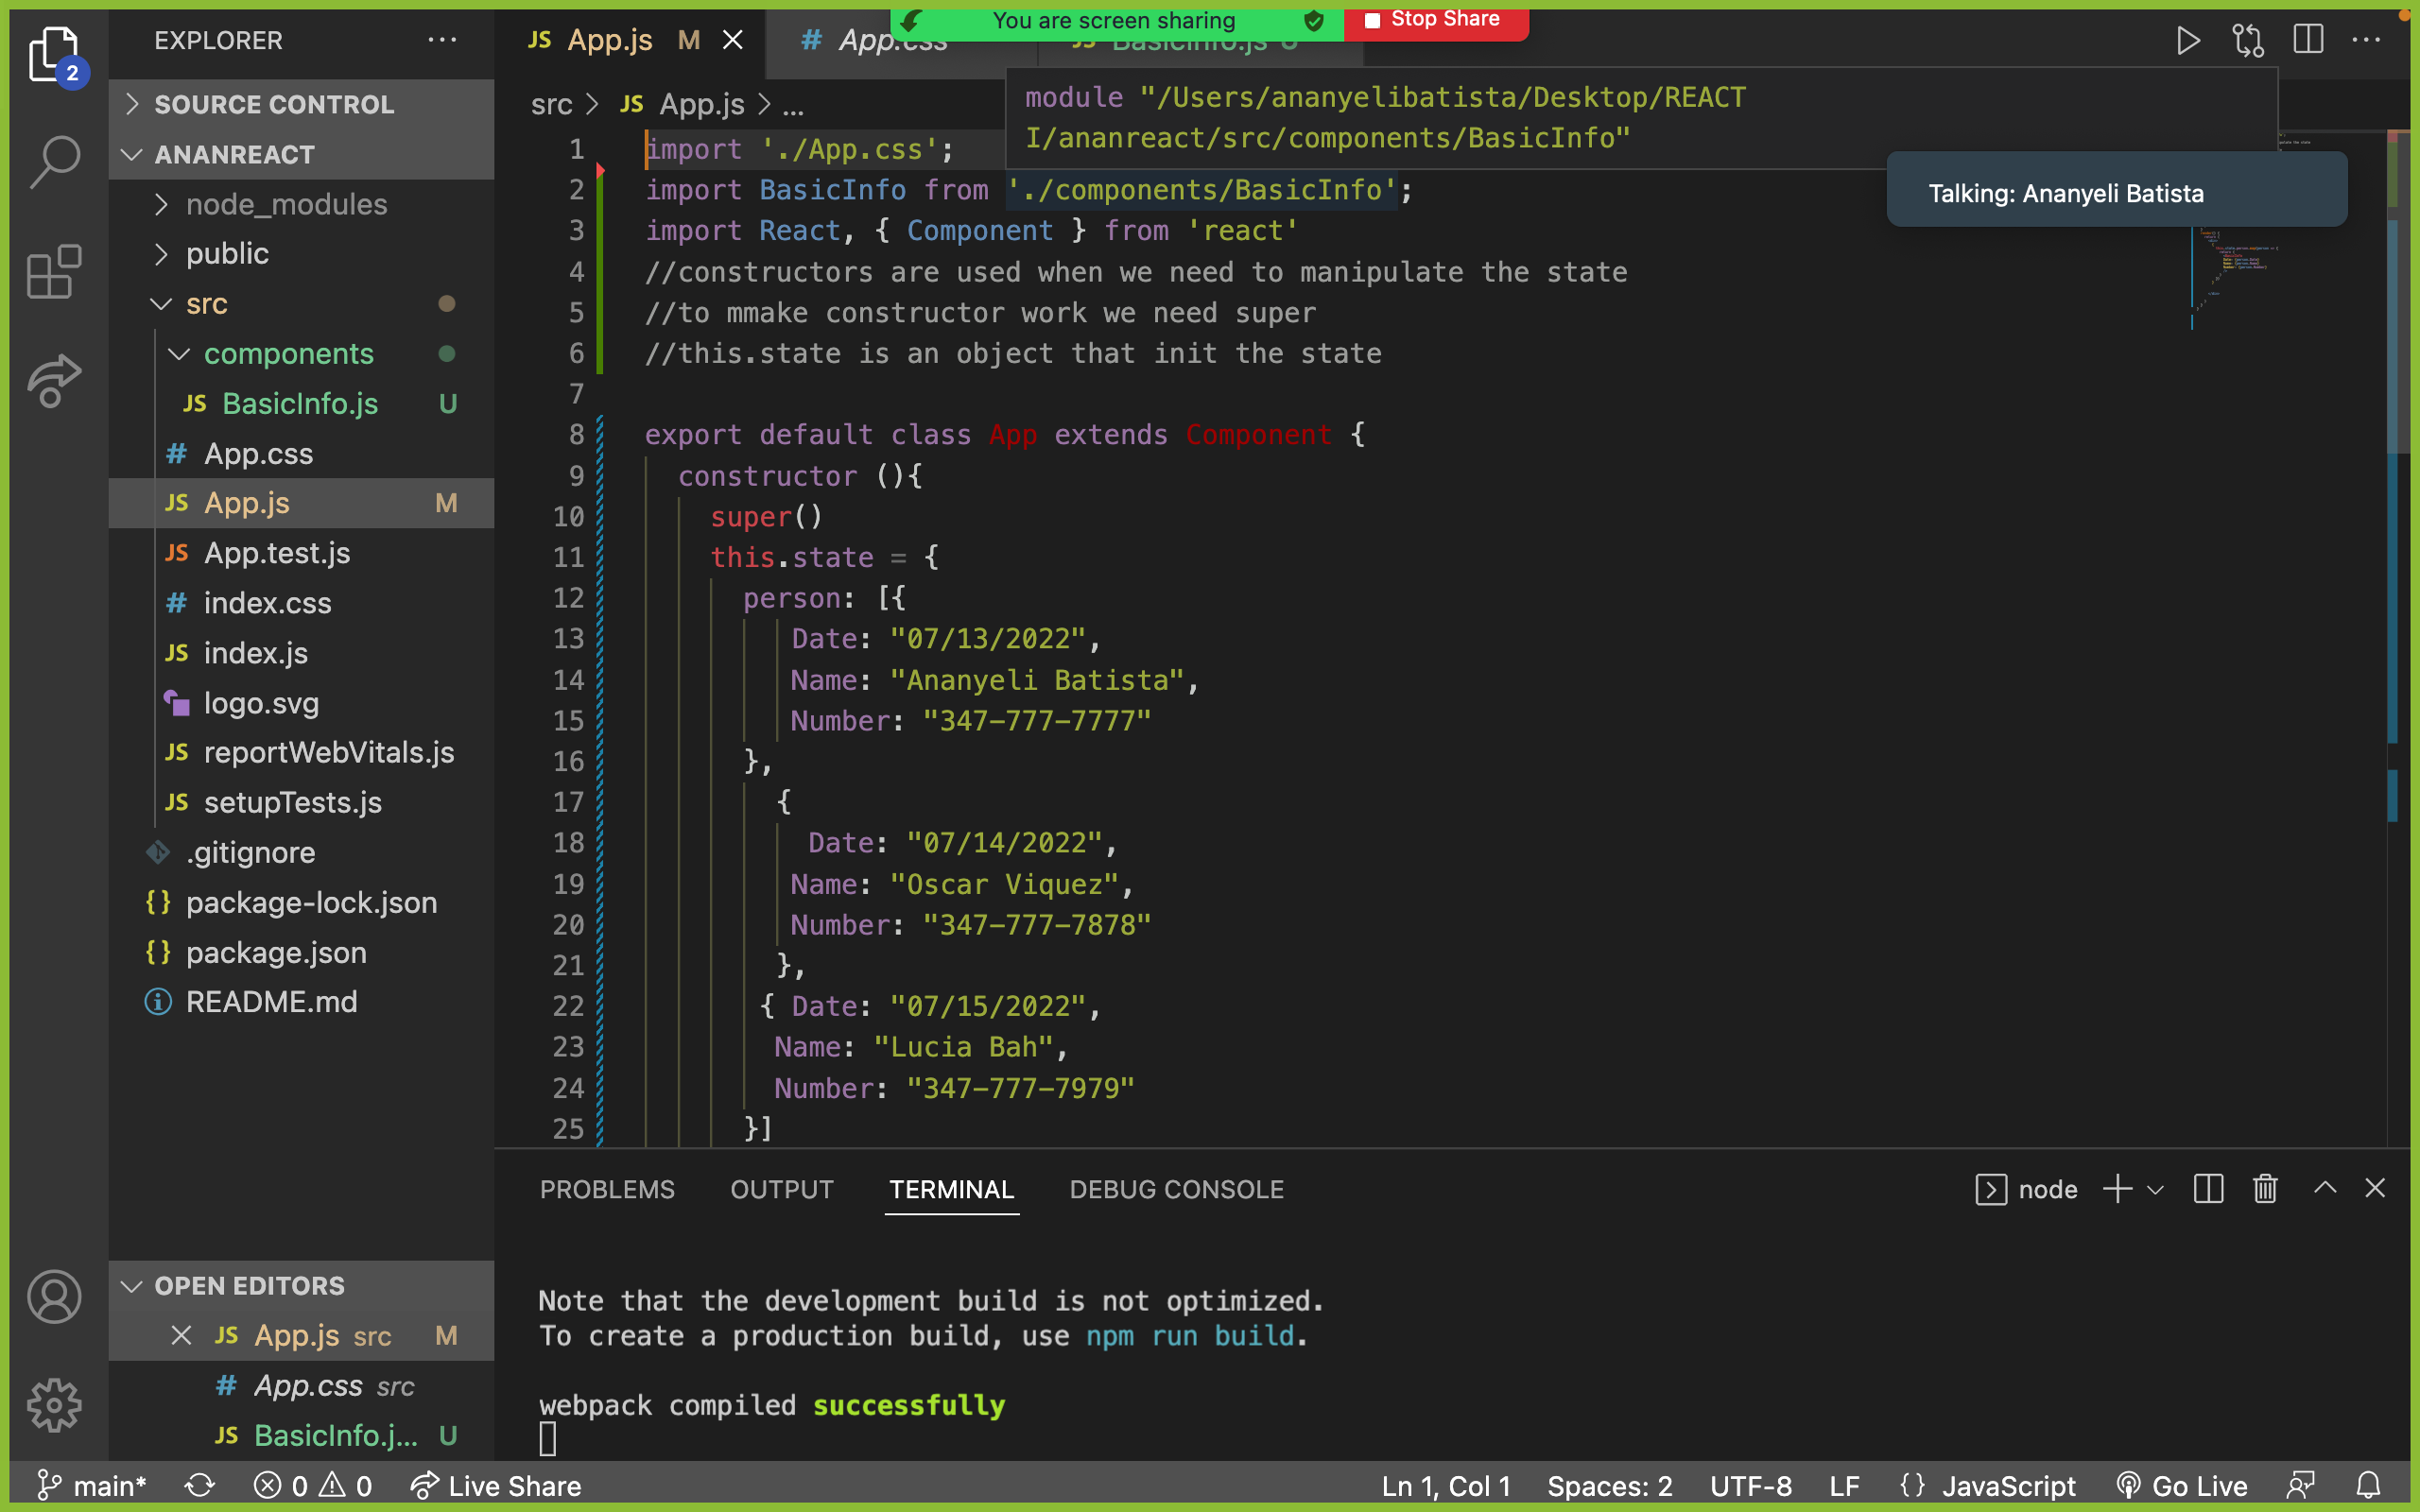 You are screen sharing
Stop Share
EXPLORER
2
SOURCE CONTROL
ANANREACT
node_modules
public
src
components
JS BasicInfo.js U
# App.css
JS App.js M
JS App.test.js
# index.css
JS index.js
logo.svg
JS reportWebVitals.js
JS setupTests.js
.gitignore
{} package-lock.json
{} package.json
README.md
OPEN EDITORS
JS App.js src M
# App.css src
JS BasicInfo.j... U
JS App.js M
# App.css
JS BasicInfo.js U
src > JS App.js > ...
module "/Users/ananyelibatista/Desktop/REACT
I/ananreact/src/components/BasicInfo"
Talking: Ananyeli Batista
1 import './App.css';
2 import BasicInfo from './components/BasicInfo';
3 import React, { Component } from 'react'
4 //constructors are used when we need to manipulate the state
5 //to mmake constructor work we need super
6 //this.state is an object that init the state
7
8 export default class App extends Component {
9 constructor (){
10 super()
11 this.state = {
12 person: [{
13 Date: "07/13/2022",
14 Name: "Ananyeli Batista",
15 Number: "347-777-7777"
16 },
17 {
18 Date: "07/14/2022",
19 Name: "Oscar Viquez",
20 Number: "347-777-7878"
21 },
22 { Date: "07/15/2022",
23 Name: "Lucia Bah",
24 Number: "347-777-7979"
25 }]
PROBLEMS OUTPUT TERMINAL DEBUG CONSOLE
node
Note that the development build is not optimized.
To create a production build, use npm run build.
webpack compiled successfully
main* 0 0 Live Share
Ln 1, Col 1 Spaces: 2 UTF-8 LF {} JavaScript Go Live